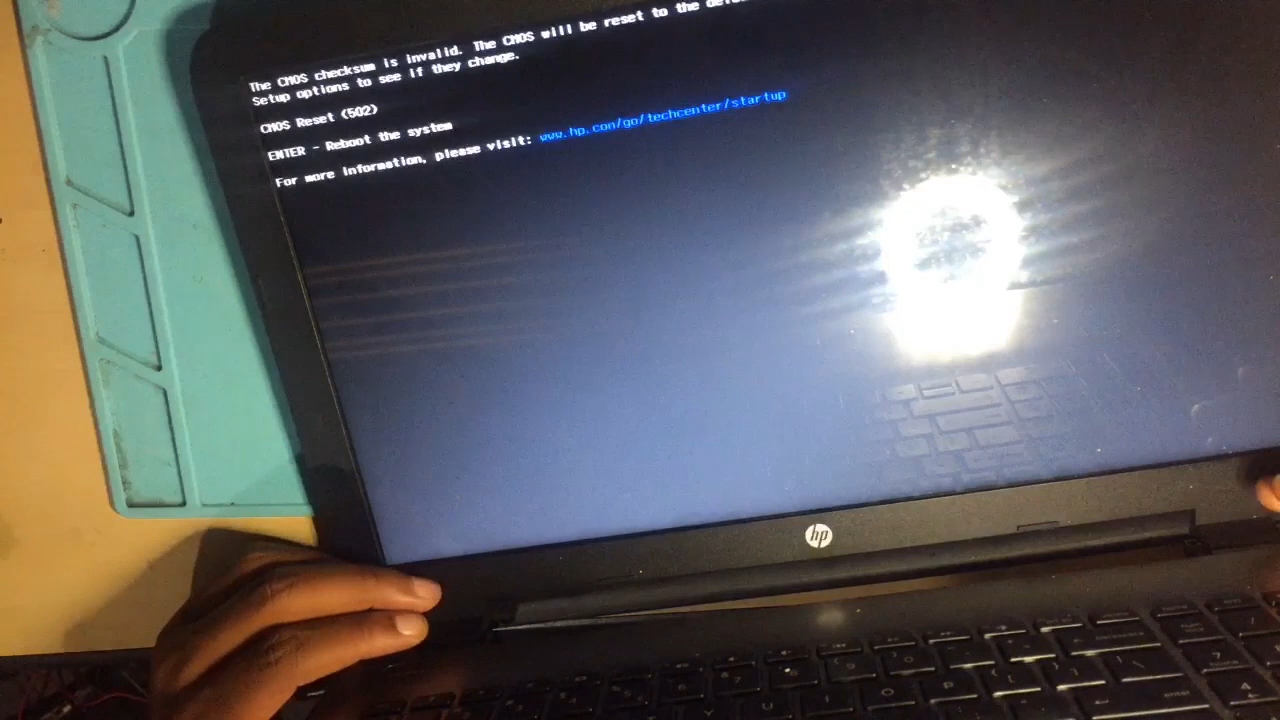 The CMOS checksum is invalid. The CMOS will be reset to the
Setup options to see if they change.
CMOS Reset (502)
ENTER - Reboot the system
For more information, please visit: www.hp.com/go/techcenter/startup
hp
enter